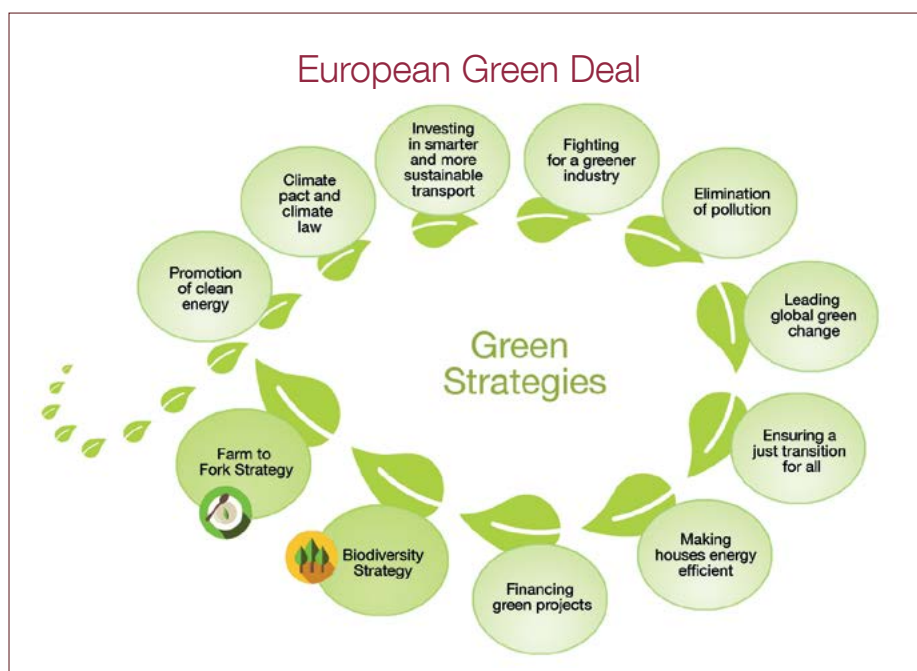 European Green Deal
Investing
in smarter
and more
sustainable
transport
Fighting
for a greener
industry
Climate
pact and
climate
law
Elimination
of pollution
Promotion
of clean
energy
Leading
global green
change
Green
Strategies
Ensuring a
just transition
for all
Farm to
Fork Strategy
Making
houses energy
efficient
Biodiversity
Strategy
Financing
green projects